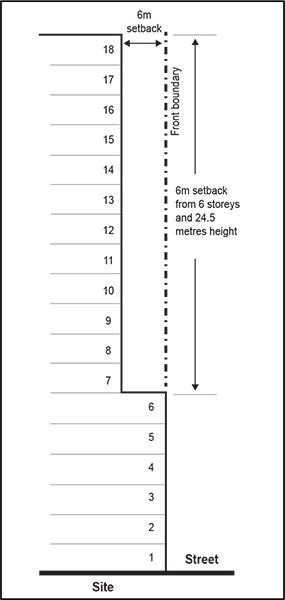 6m
setback
18
17
16
15
14
13
12
11
10
9
8
7
6
5
4
3
2
1
Front boundary
6m setback
from 6 storeys
and 24.5
metres height
Street
Site